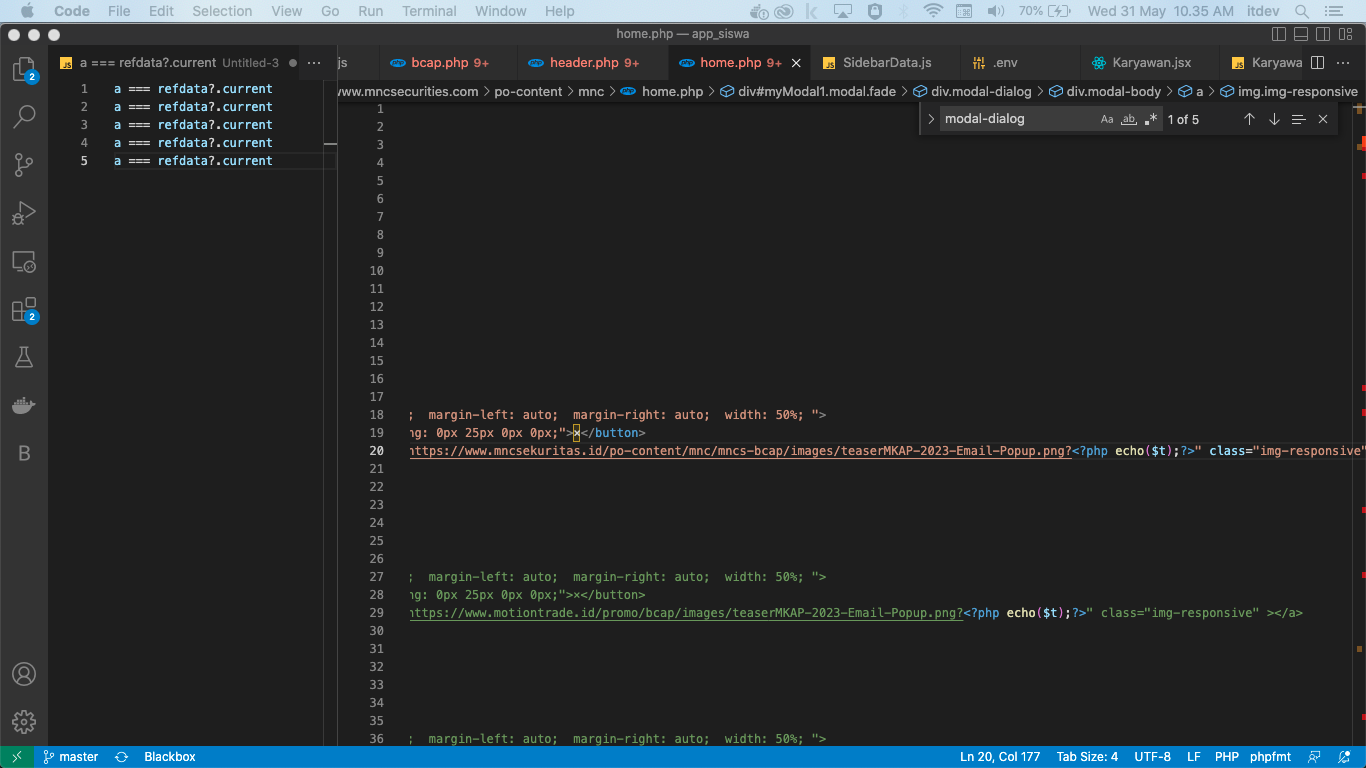 Code File Edit Selection View Go Run Terminal Window Help 70% Wed 31 May 10.35 AM itdev
home.php — app_siswa
a === refdata?.current Untitled-3 ● ···
js bcap.php 9+ header.php 9+ home.php 9+ × SidebarData.js .env Karyawan.jsx Karyawa ···
www.mncsecurities.com > po-content > mnc > home.php > div#myModal1.modal.fade > div.modal-dialog > div.modal-body > a > img.img-responsive
modal-dialog Aa ab .* 1 of 5
1 a === refdata?.current
2 a === refdata?.current
3 a === refdata?.current
4 a === refdata?.current
5 a === refdata?.current
2
2
B
1
2
3
4
5
6
7
8
9
10
11
12
13
14
15
16
17
18 ; margin-left: auto; margin-right: auto; width: 50%; ">
19 ng: 0px 25px 0px 0px;">×</button>
20 https://www.mncsekuritas.id/po-content/mnc/mncs-bcap/images/teaserMKAP-2023-Email-Popup.png?<?php echo($t);?>" class="img-responsive"
21
22
23
24
25
26
27 ; margin-left: auto; margin-right: auto; width: 50%; ">
28 ng: 0px 25px 0px 0px;">×</button>
29 https://www.motiontrade.id/promo/bcap/images/teaserMKAP-2023-Email-Popup.png?<?php echo($t);?>" class="img-responsive" ></a>
30
31
32
33
34
35
36 ; margin-left: auto; margin-right: auto; width: 50%; ">
master Blackbox Ln 20, Col 177 Tab Size: 4 UTF-8 LF PHP phpfmt